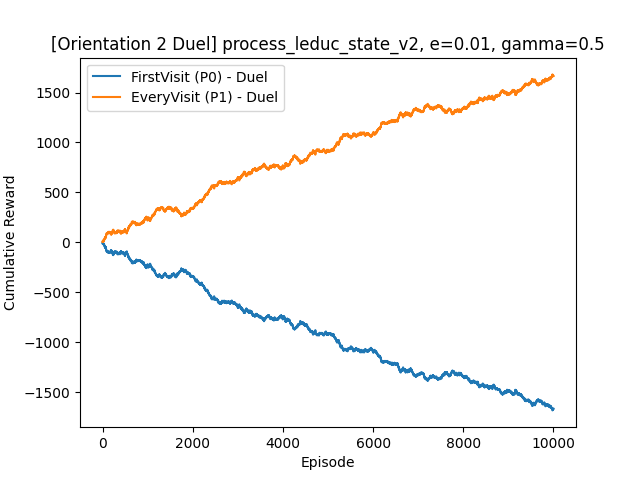 [Orientation 2 Duel] process_leduc_state_v2, e=0.01, gamma=0.5
FirstVisit (P0) - Duel
EveryVisit (P1) - Duel
1500
1000
500
0
−500
−1000
−1500
Cumulative Reward
0 2000 4000 6000 8000 10000
Episode